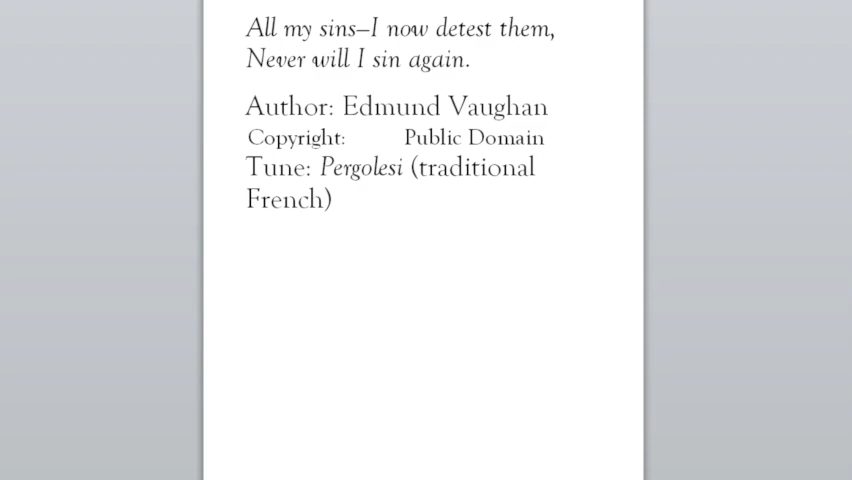 All my sins–I now detest them,
Never will I sin again.
Author: Edmund Vaughan
Copyright: Public Domain
Tune: Pergolesi (traditional
French)